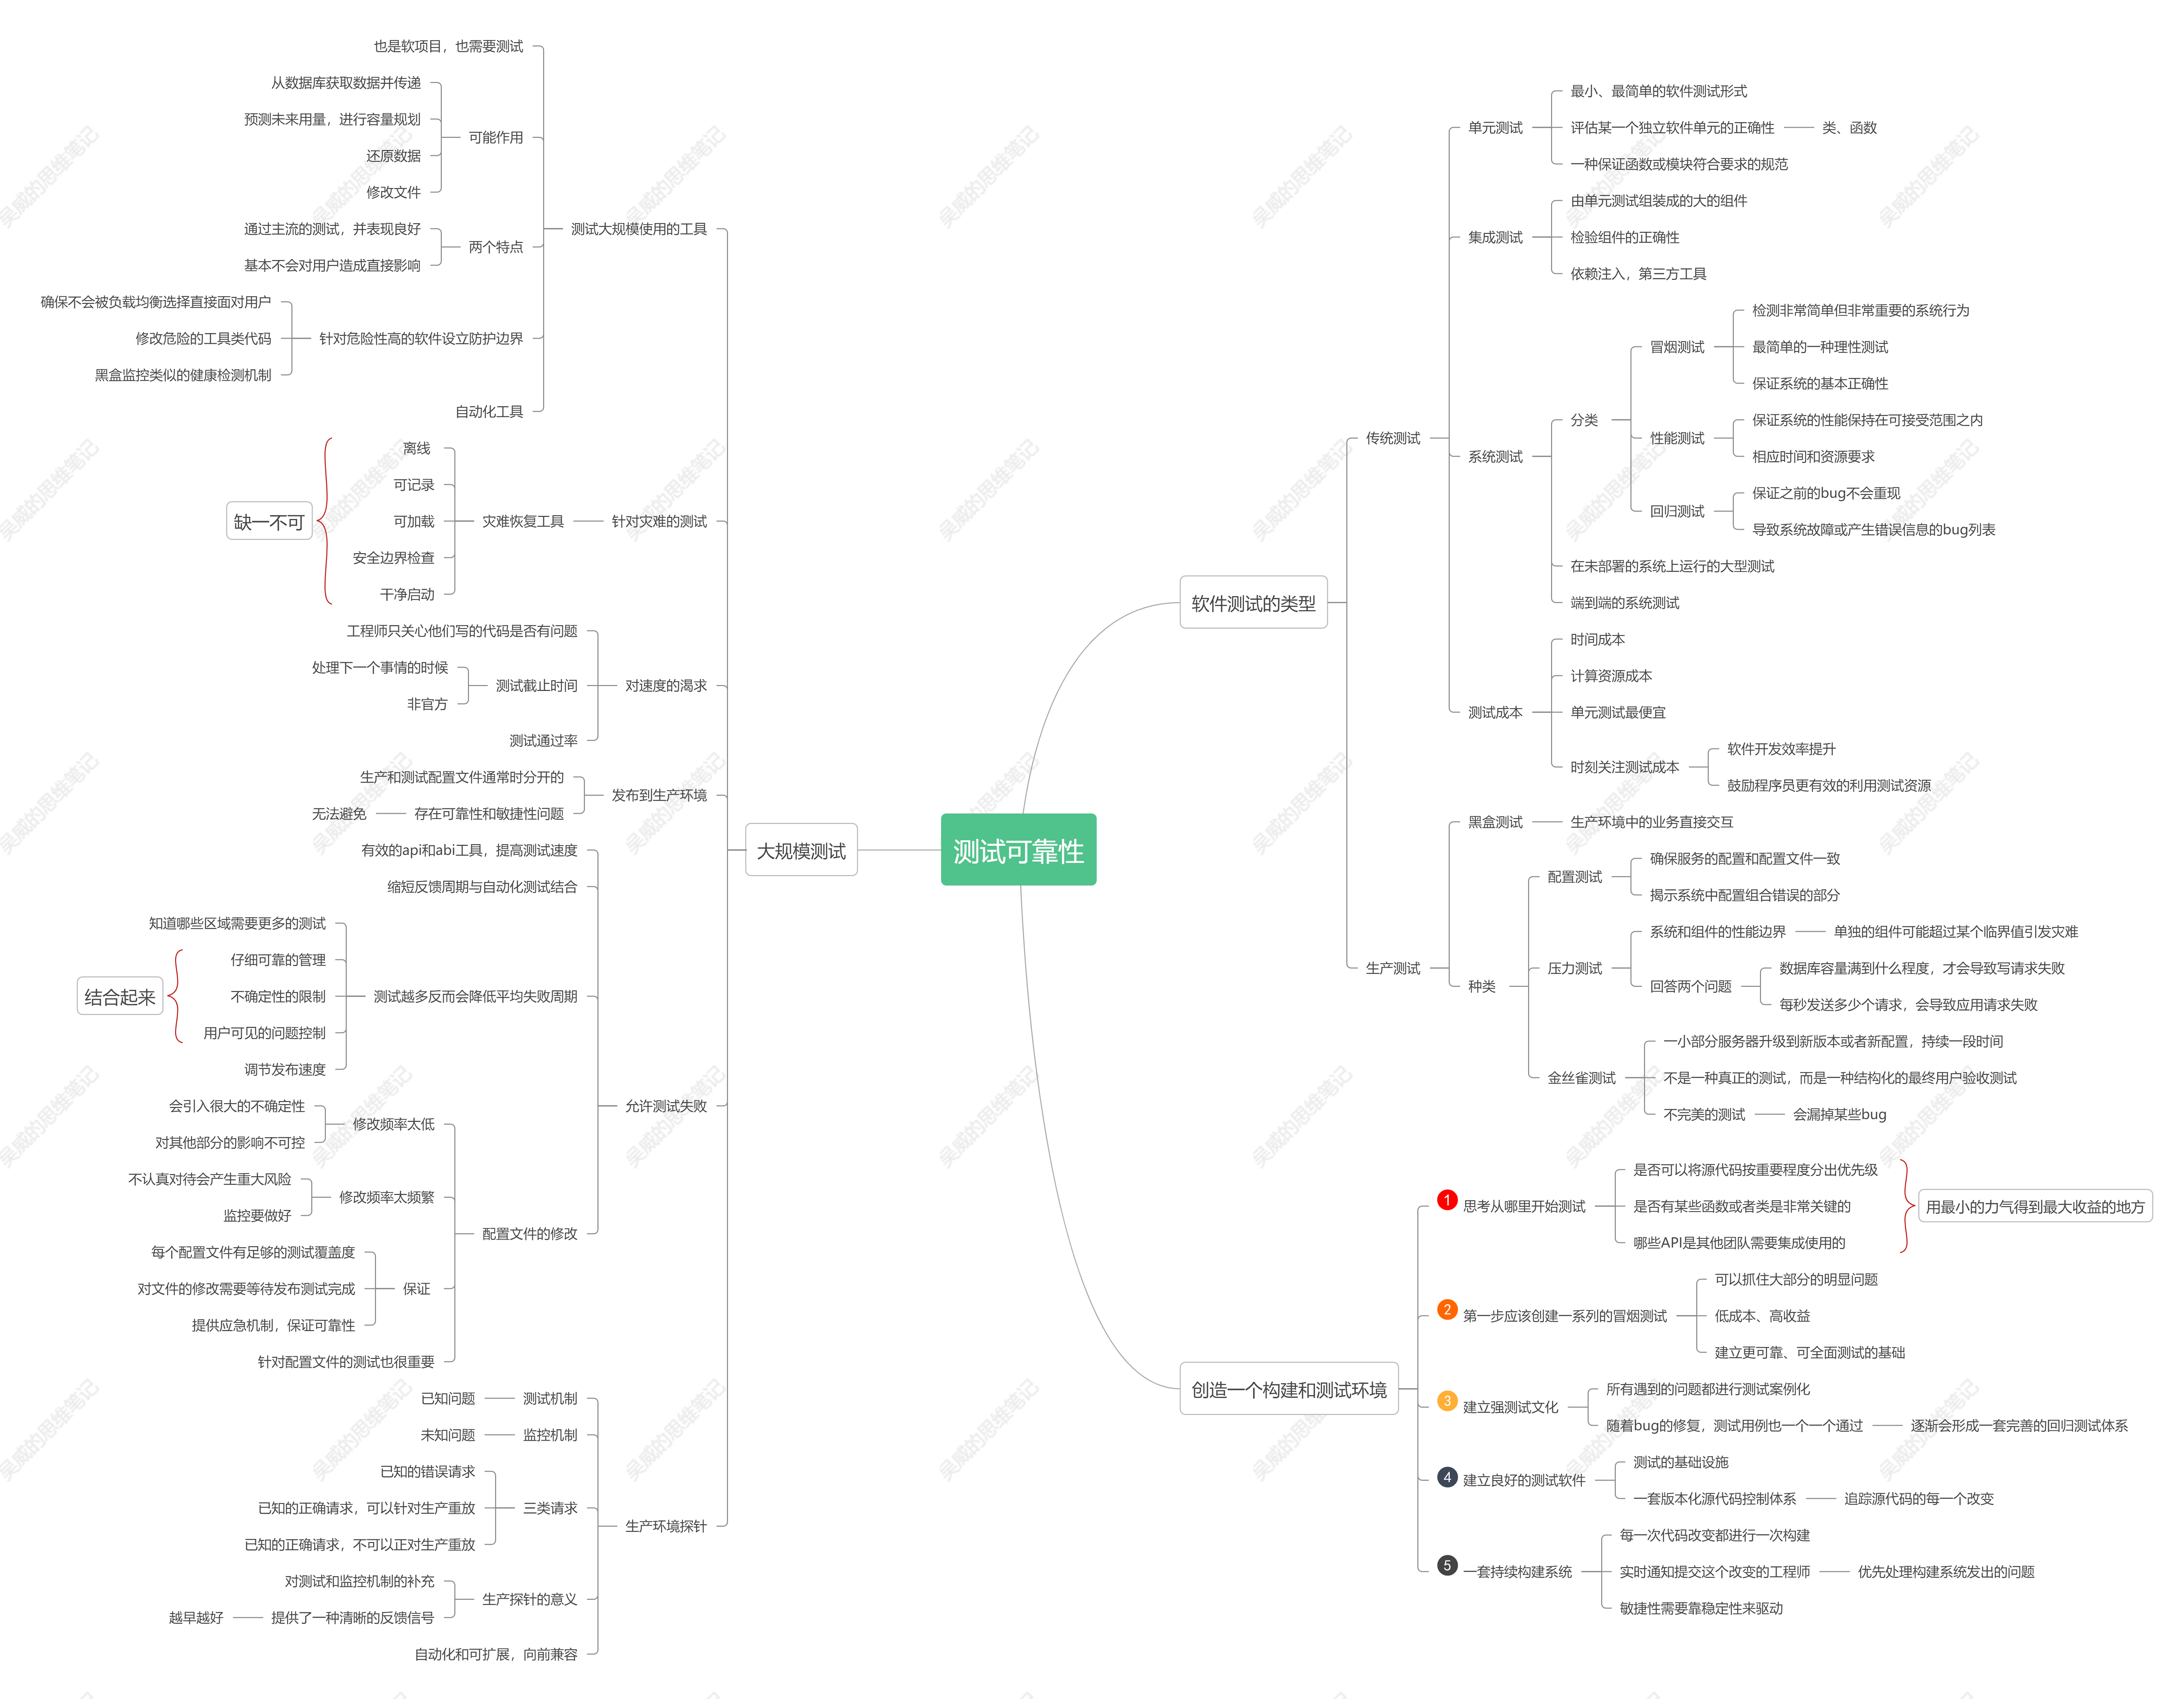 测试可靠性
软件测试的类型
传统测试
单元测试
最小、最简单的软件测试形式
评估某一个独立软件单元的正确性
类、函数
一种保证函数或模块符合要求的规范
集成测试
由单元测试组装成的大的组件
检验组件的正确性
依赖注入，第三方工具
系统测试
分类
冒烟测试
检测非常简单但非常重要的系统行为
最简单的一种理性测试
保证系统的基本正确性
性能测试
保证系统的性能保持在可接受范围之内
相应时间和资源要求
回归测试
保证之前的bug不会重现
导致系统故障或产生错误信息的bug列表
在未部署的系统上运行的大型测试
端到端的系统测试
测试成本
时间成本
计算资源成本
单元测试最便宜
时刻关注测试成本
软件开发效率提升
鼓励程序员更有效的利用测试资源
生产测试
黑盒测试
生产环境中的业务直接交互
种类
配置测试
确保服务的配置和配置文件一致
揭示系统中配置组合错误的部分
压力测试
系统和组件的性能边界
单独的组件可能超过某个临界值引发灾难
回答两个问题
数据库容量满到什么程度，才会导致写请求失败
每秒发送多少个请求，会导致应用请求失败
金丝雀测试
一小部分服务器升级到新版本或者新配置，持续一段时间
不是一种真正的测试，而是一种结构化的最终用户验收测试
不完美的测试
会漏掉某些bug
创造一个构建和测试环境
1 思考从哪里开始测试
是否可以将源代码按重要程度分出优先级
是否有某些函数或者类是非常关键的
哪些API是其他团队需要集成使用的
用最小的力气得到最大收益的地方
2 第一步应该创建一系列的冒烟测试
可以抓住大部分的明显问题
低成本、高收益
建立更可靠、可全面测试的基础
3 建立强测试文化
所有遇到的问题都进行测试案例化
随着bug的修复，测试用例也一个一个通过
逐渐会形成一套完善的回归测试体系
4 建立良好的测试软件
测试的基础设施
一套版本化源代码控制体系
追踪源代码的每一个改变
5 一套持续构建系统
每一次代码改变都进行一次构建
实时通知提交这个改变的工程师
优先处理构建系统发出的问题
敏捷性需要靠稳定性来驱动
大规模测试
测试大规模使用的工具
也是软项目，也需要测试
可能作用
从数据库获取数据并传递
预测未来用量，进行容量规划
还原数据
修改文件
两个特点
通过主流的测试，并表现良好
基本不会对用户造成直接影响
针对危险性高的软件设立防护边界
确保不会被负载均衡选择直接面对用户
修改危险的工具类代码
黑盒监控类似的健康检测机制
自动化工具
针对灾难的测试
灾难恢复工具
离线
可记录
可加载
安全边界检查
干净启动
缺一不可
对速度的渴求
工程师只关心他们写的代码是否有问题
测试截止时间
处理下一个事情的时候
非官方
测试通过率
发布到生产环境
生产和测试配置文件通常时分开的
存在可靠性和敏捷性问题
无法避免
允许测试失败
有效的api和abi工具，提高测试速度
缩短反馈周期与自动化测试结合
测试越多反而会降低平均失败周期
知道哪些区域需要更多的测试
仔细可靠的管理
不确定性的限制
用户可见的问题控制
结合起来
调节发布速度
配置文件的修改
修改频率太低
会引入很大的不确定性
对其他部分的影响不可控
修改频率太频繁
不认真对待会产生重大风险
监控要做好
保证
每个配置文件有足够的测试覆盖度
对文件的修改需要等待发布测试完成
提供应急机制，保证可靠性
针对配置文件的测试也很重要
生产环境探针
测试机制
已知问题
监控机制
未知问题
三类请求
已知的错误请求
已知的正确请求，可以针对生产重放
已知的正确请求，不可以正对生产重放
生产探针的意义
对测试和监控机制的补充
提供了一种清晰的反馈信号
越早越好
自动化和可扩展，向前兼容
吴威的思维笔记